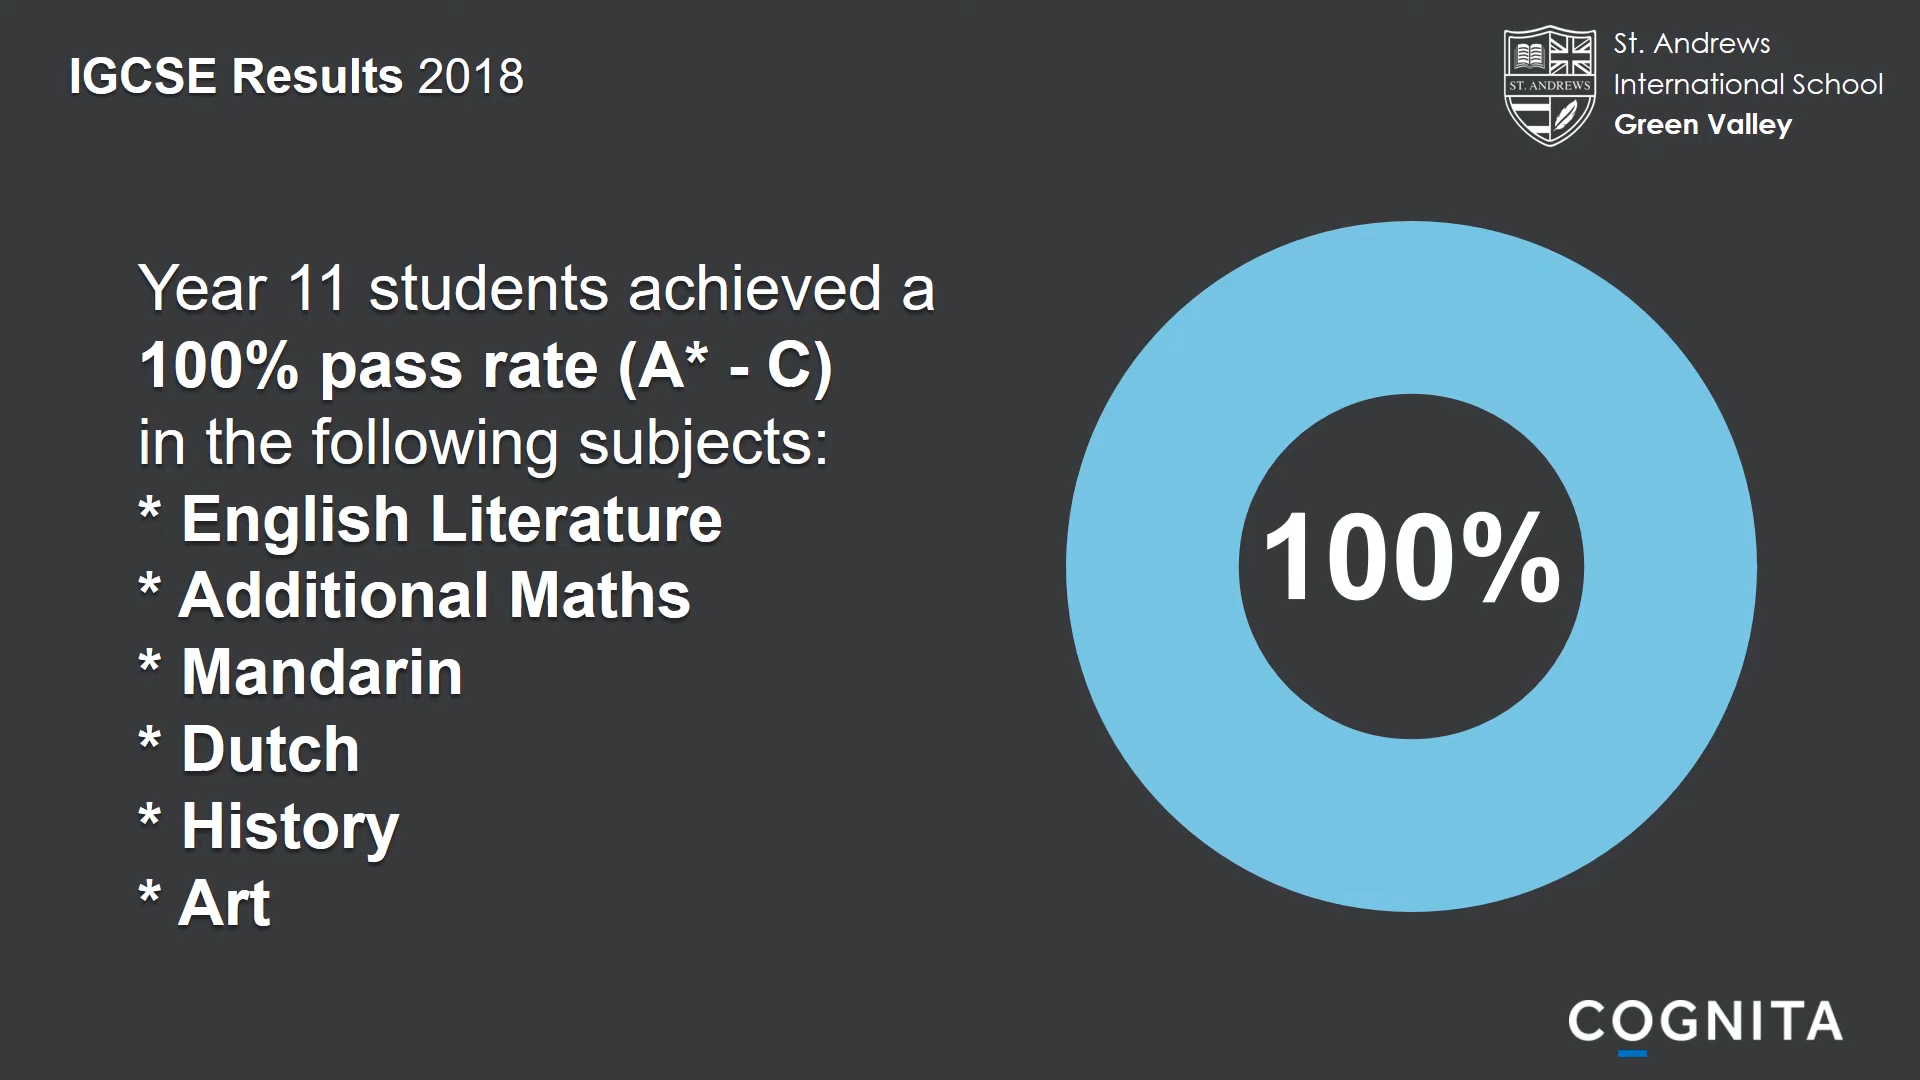 IGCSE Results 2018
St. Andrews
International School
Green Valley
ST. ANDREWS
Year 11 students achieved a
100% pass rate (A* - C)
in the following subjects:
* English Literature
* Additional Maths
* Mandarin
* Dutch
* History
* Art
100%
COGNITA